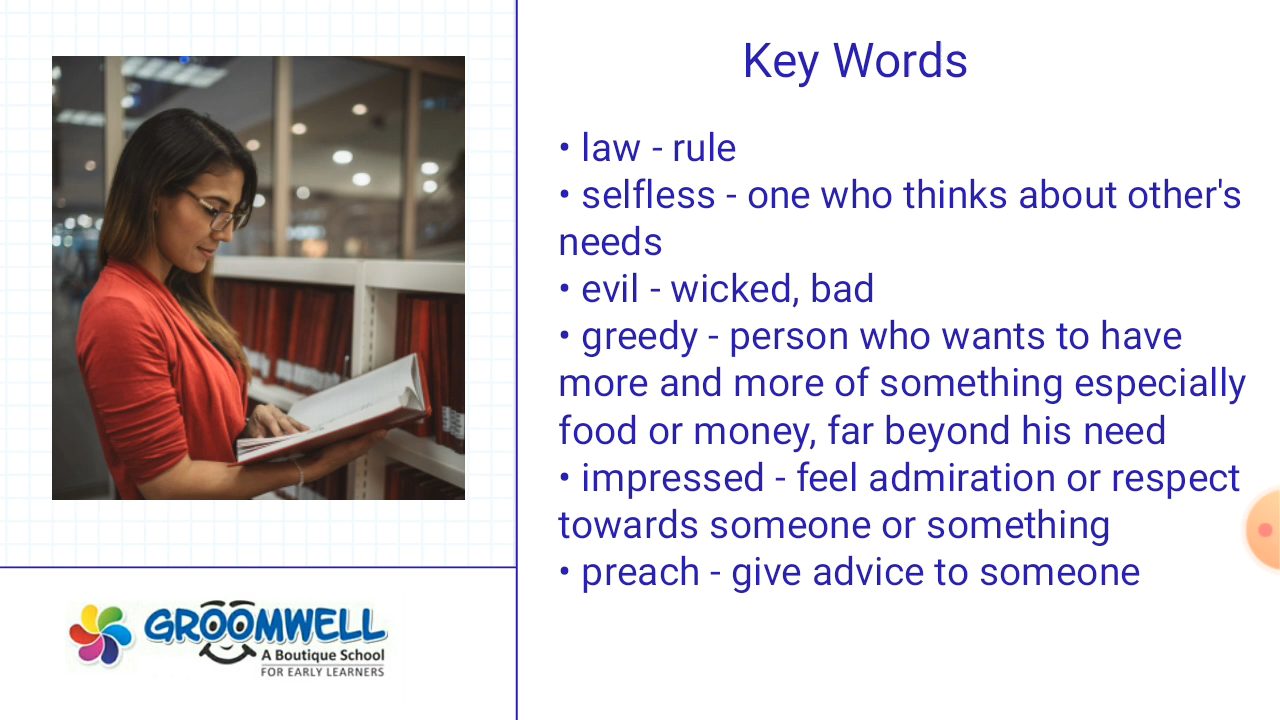 Key Words
• law - rule
• selfless - one who thinks about other's
needs
• evil - wicked, bad
• greedy - person who wants to have
more and more of something especially
food or money, far beyond his need
• impressed - feel admiration or respect
towards someone or something
• preach - give advice to someone
GROOMWELL
A Boutique School
FOR EARLY LEARNERS